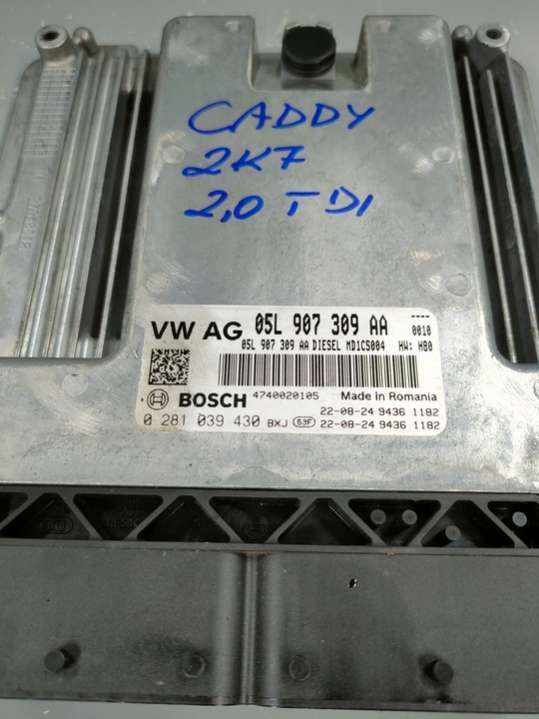 CADDY
2K7
2,0 TDI
VW AG 05L 907 309 AA 0010
05L 907 309 AA DIESEL MD1CS004 HW: H80
BOSCH 4740020105 Made in Romania
22-08-24 9436 1182
0 281 039 430 BXJ 53F 22-08-24 9436 1182